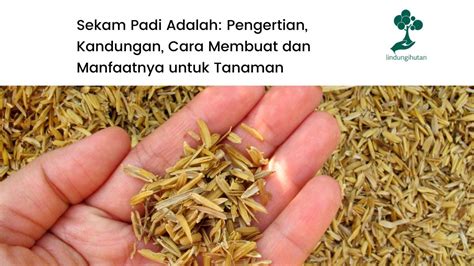 Sekam Padi Adalah: Pengertian,
Kandungan, Cara Membuat dan
Manfaatnya untuk Tanaman
lindungihutan